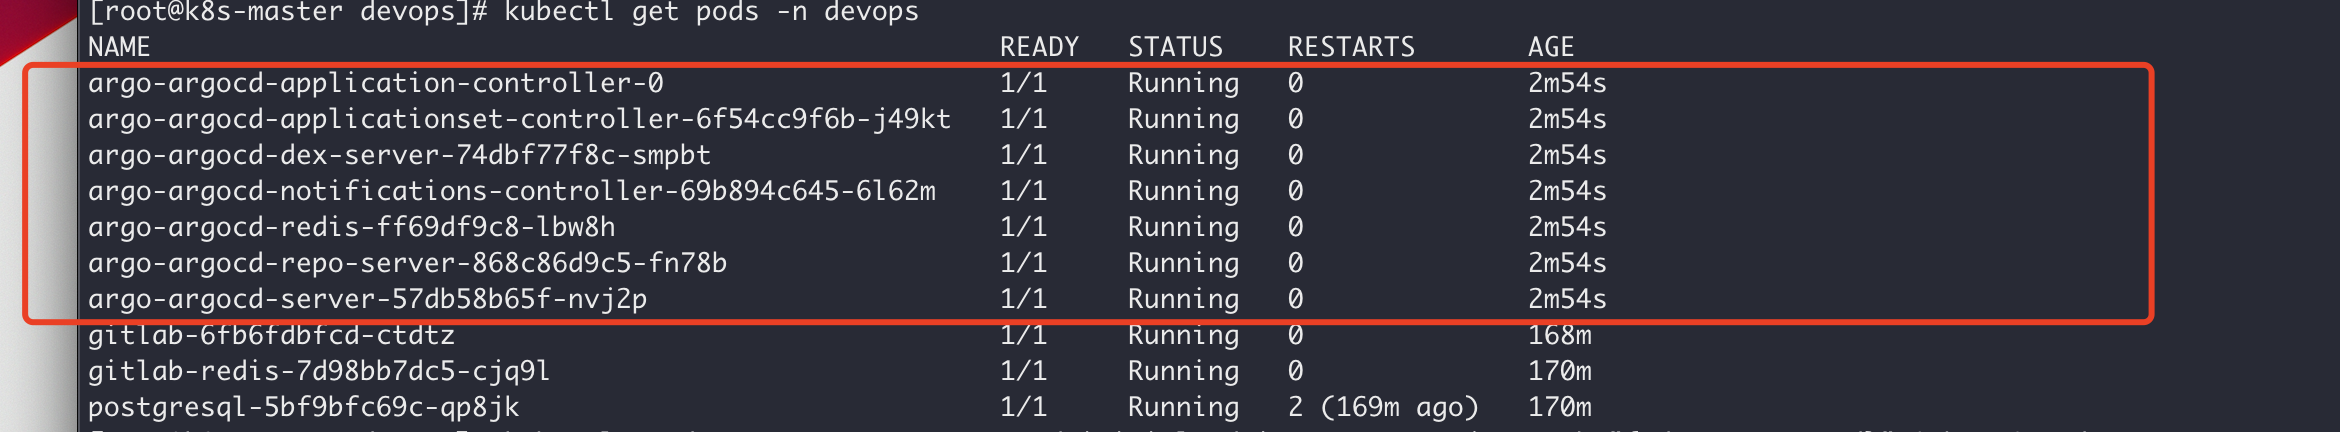 [root@k8s-master devops]# kubectl get pods -n devops
NAME READY STATUS RESTARTS AGE
argo-argocd-application-controller-0 1/1 Running 0 2m54s
argo-argocd-applicationset-controller-6f54cc9f6b-j49kt 1/1 Running 0 2m54s
argo-argocd-dex-server-74dbf77f8c-smpbt 1/1 Running 0 2m54s
argo-argocd-notifications-controller-69b894c645-6l62m 1/1 Running 0 2m54s
argo-argocd-redis-ff69df9c8-lbw8h 1/1 Running 0 2m54s
argo-argocd-repo-server-868c86d9c5-fn78b 1/1 Running 0 2m54s
argo-argocd-server-57db58b65f-nvj2p 1/1 Running 0 2m54s
gitlab-6fb6fdbfcd-ctdtz 1/1 Running 0 168m
gitlab-redis-7d98bb7dc5-cjq9l 1/1 Running 0 170m
postgresql-5bf9bfc69c-qp8jk 1/1 Running 2 (169m ago) 170m